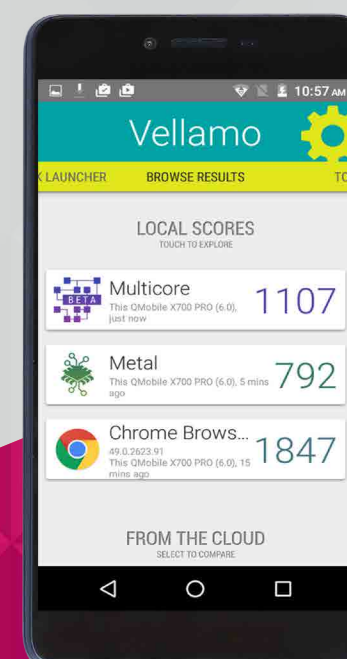 10:57 AM
Vellamo
K LAUNCHER BROWSE RESULTS TO
LOCAL SCORES
TOUCH TO EXPLORE
BETA
Multicore
This QMobile X700 PRO (6.0),
just now
1107
Metal
This QMobile X700 PRO (6.0), 5 mins
ago
792
Chrome Brows...
49.0.2623.91
This QMobile X700 PRO (6.0), 15
mins ago
1847
FROM THE CLOUD
SELECT TO COMPARE